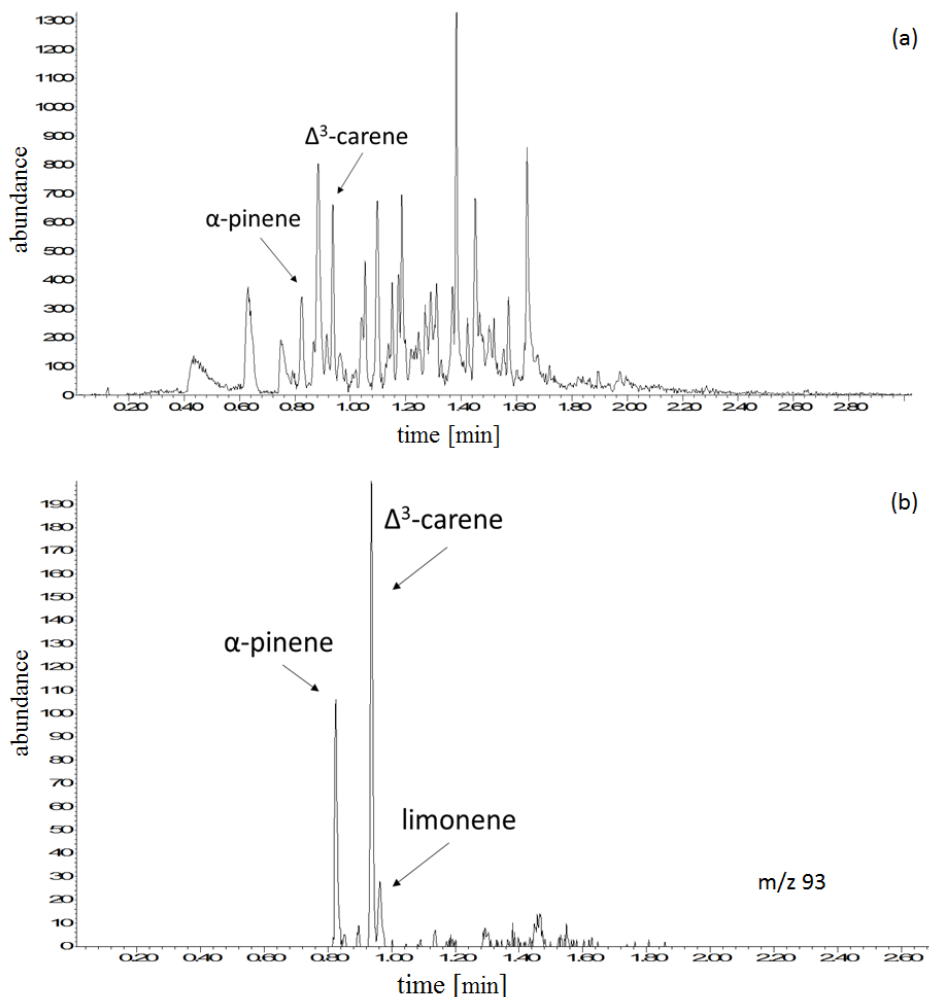 (a)
1300
1200
1100
1000
900
800
700
600
500
400
300
200
100
0
abundance
Δ³-carene
α-pinene
0.20 0.40 0.60 0.80 1.00 1.20 1.40 1.60 1.80 2.00 2.20 2.40 2.60 2.80
time [min]
(b)
190
180
170
160
150
140
130
120
110
100
90
80
70
60
50
40
30
20
10
0
abundance
Δ³-carene
α-pinene
limonene
m/z 93
0.20 0.40 0.60 0.80 1.00 1.20 1.40 1.60 1.80 2.00 2.20 2.40 2.60
time [min]